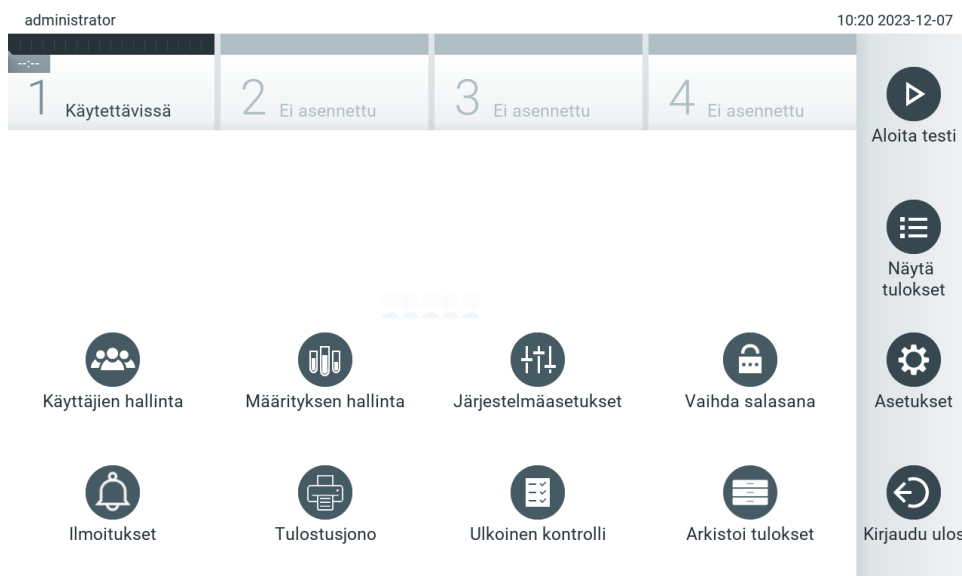 administrator
10:20 2023-12-07
--:--
1 Käytettävissä
2 Ei asennettu
3 Ei asennettu
4 Ei asennettu
Aloita testi
Näytä
tulokset
Käyttäjien hallinta
Määrityksen hallinta
Järjestelmäasetukset
Vaihda salasana
Asetukset
Ilmoitukset
Tulostusjono
Ulkoinen kontrolli
Arkistoi tulokset
Kirjaudu ulos